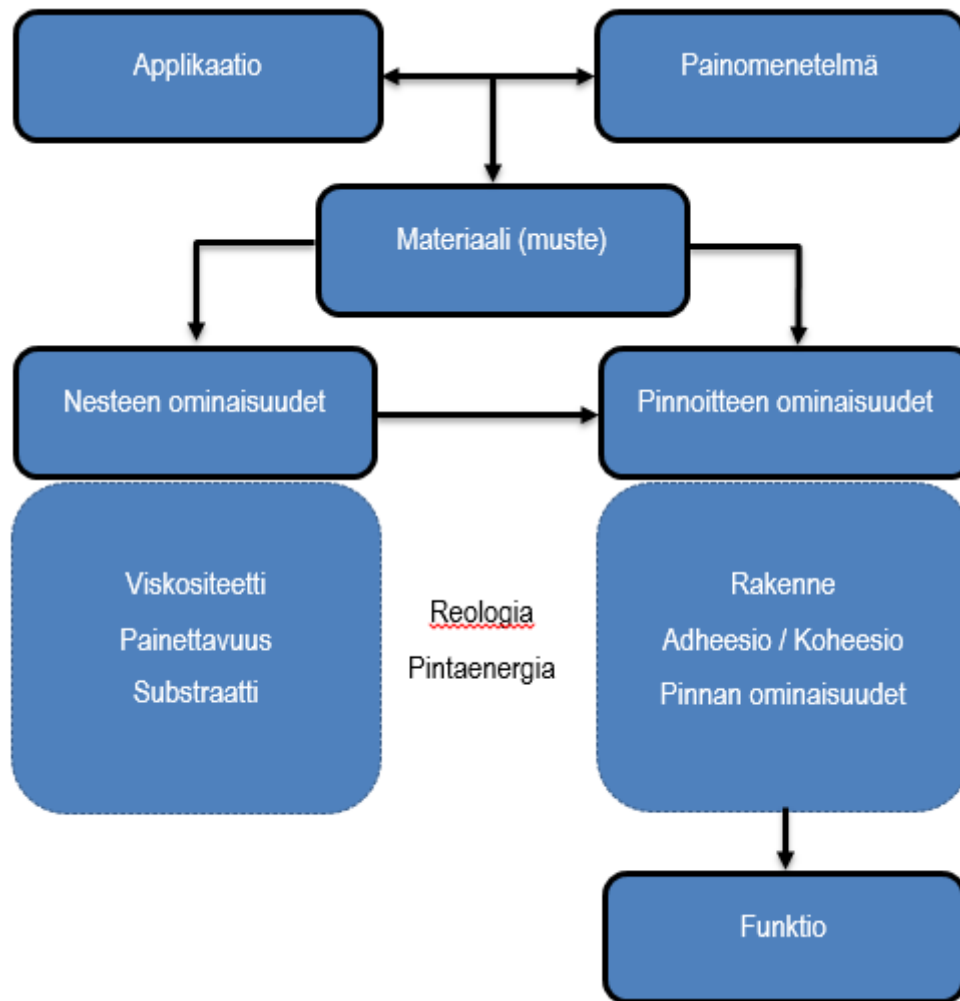 Applikaatio
Painomenetelmä
Materiaali (muste)
Nesteen ominaisuudet
Pinnoitteen ominaisuudet
Viskositeetti
Painettavuus
Substraatti
Reologia
Pintaenergia
Rakenne
Adheesio / Koheesio
Pinnan ominaisuudet
Funktio